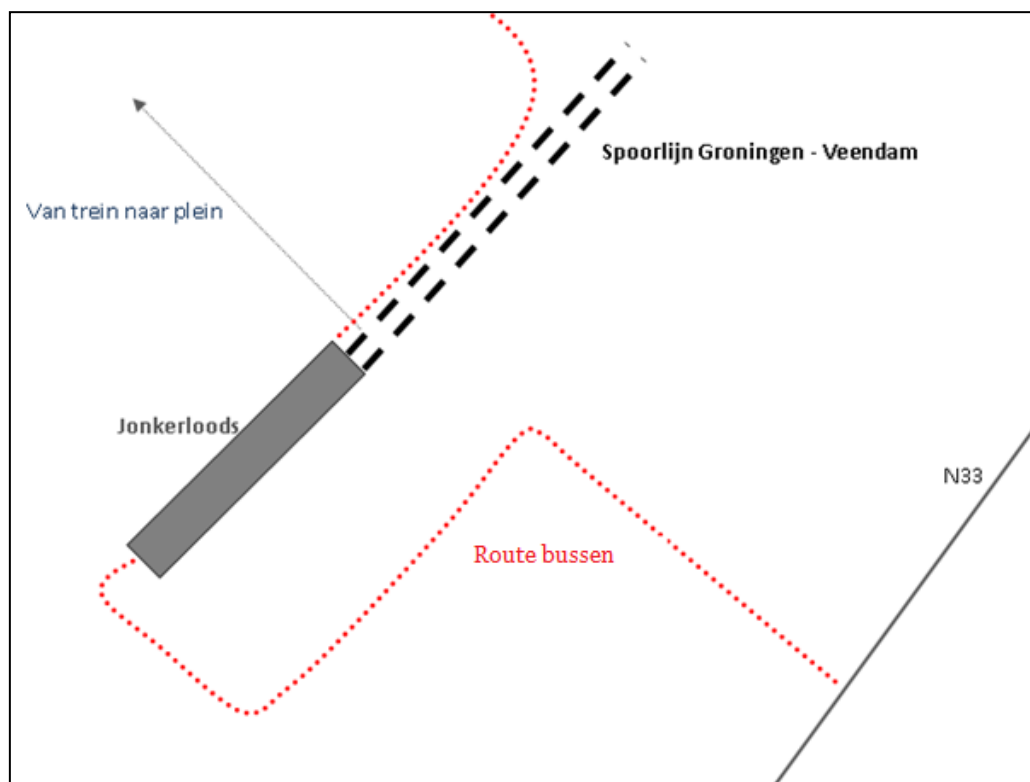 Spoorlijn Groningen - Veendam
Van trein naar plein
Jonkerloods
N33
Route bussen